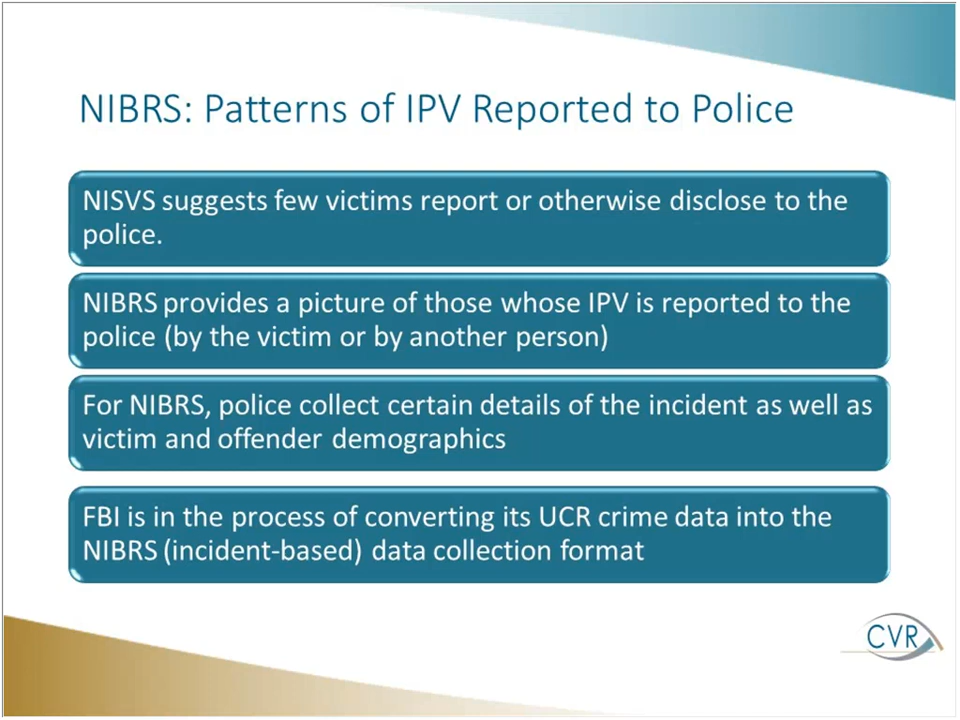 NIBRS: Patterns of IPV Reported to Police
NISVS suggests few victims report or otherwise disclose to the
police.
NIBRS provides a picture of those whose IPV is reported to the
police (by the victim or by another person)
For NIBRS, police collect certain details of the incident as well as
victim and offender demographics
FBI is in the process of converting its UCR crime data into the
NIBRS (incident-based) data collection format
CVR